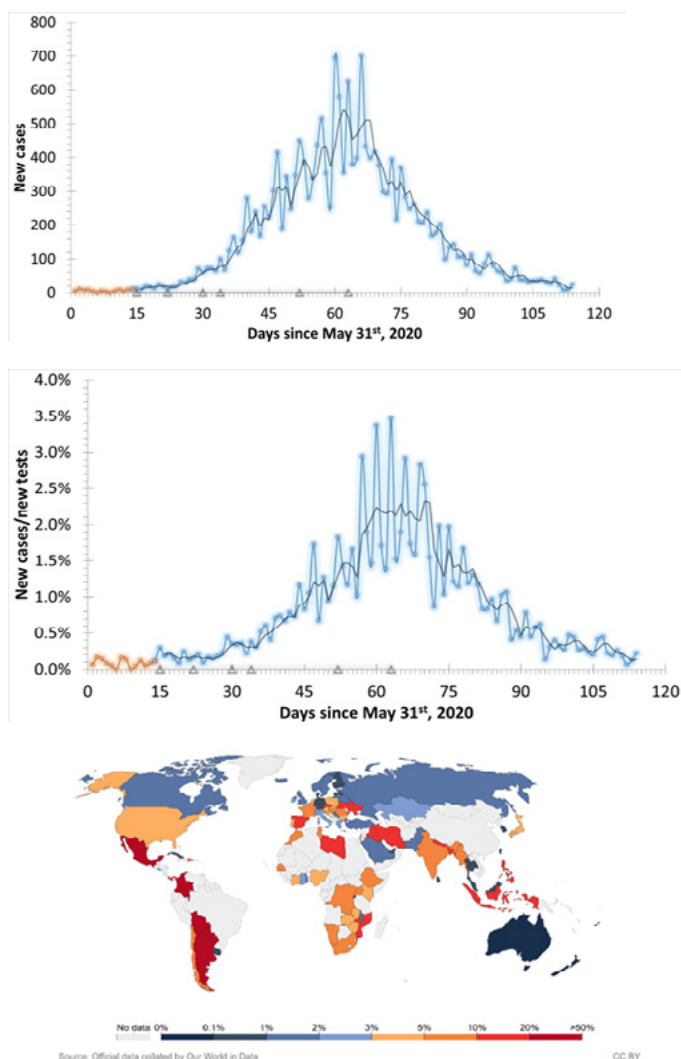 800
700
600
500
400
300
200
100
0
New cases
0 15 30 45 60 75 90 105 120
Days since May 31st, 2020
4.0%
3.5%
3.0%
2.5%
2.0%
1.5%
1.0%
0.5%
0.0%
New cases/new tests
0 15 30 45 60 75 90 105 120
Days since May 31st, 2020
No data 0% 0.1% 1% 2% 3% 5% 10% 20% >50%
Source: Official data collated by Our World in Data CC BY